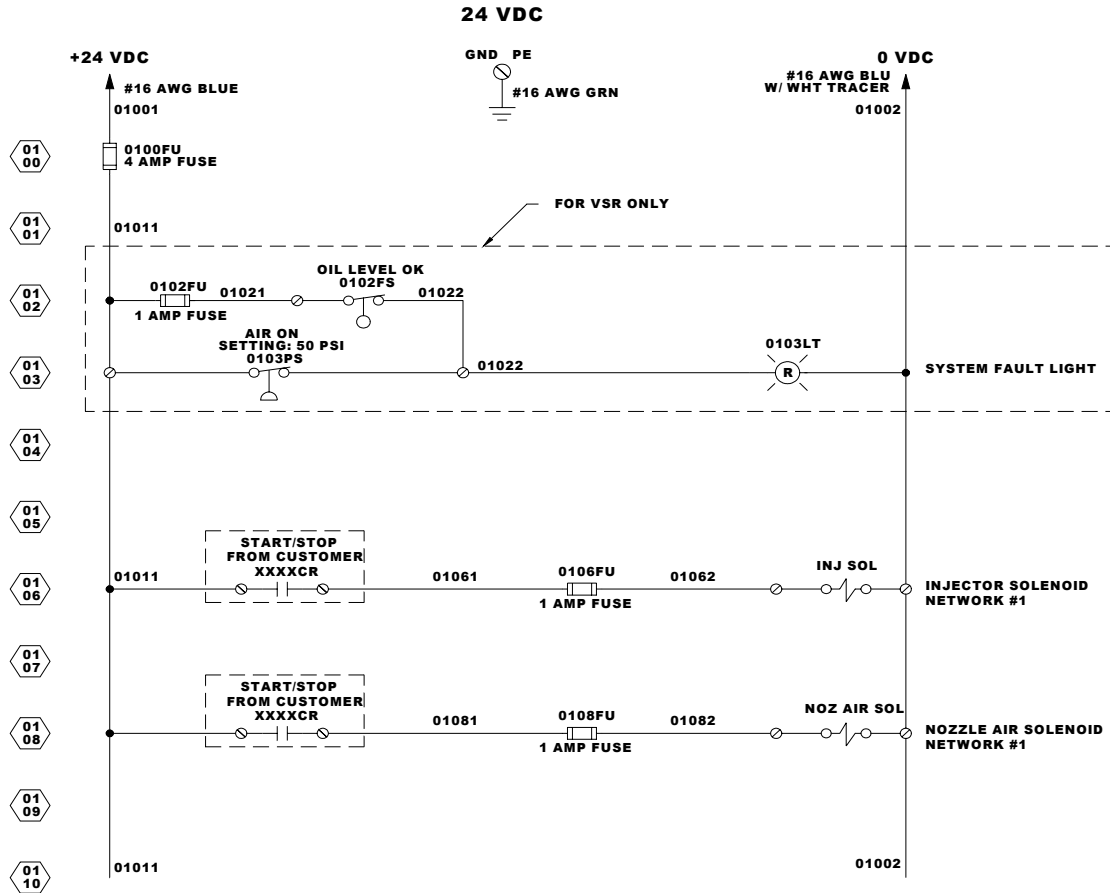 24 VDC
+24 VDC
GND PE
0 VDC
#16 AWG BLUE
#16 AWG GRN
#16 AWG BLU
W/ WHT TRACER
01001
01002
01
00
0100FU
4 AMP FUSE
01
01
01011
FOR VSR ONLY
01
02
0102FU
1 AMP FUSE
01021
OIL LEVEL OK
0102FS
01022
01
03
AIR ON
SETTING: 50 PSI
0103PS
01022
0103LT
R
SYSTEM FAULT LIGHT
01
04
01
05
01
06
01011
START/STOP
FROM CUSTOMER
XXXXCR
01061
0106FU
1 AMP FUSE
01062
INJ SOL
INJECTOR SOLENOID
NETWORK #1
01
07
01
08
START/STOP
FROM CUSTOMER
XXXXCR
01081
0108FU
1 AMP FUSE
01082
NOZ AIR SOL
NOZZLE AIR SOLENOID
NETWORK #1
01
09
01
10
01011
01002